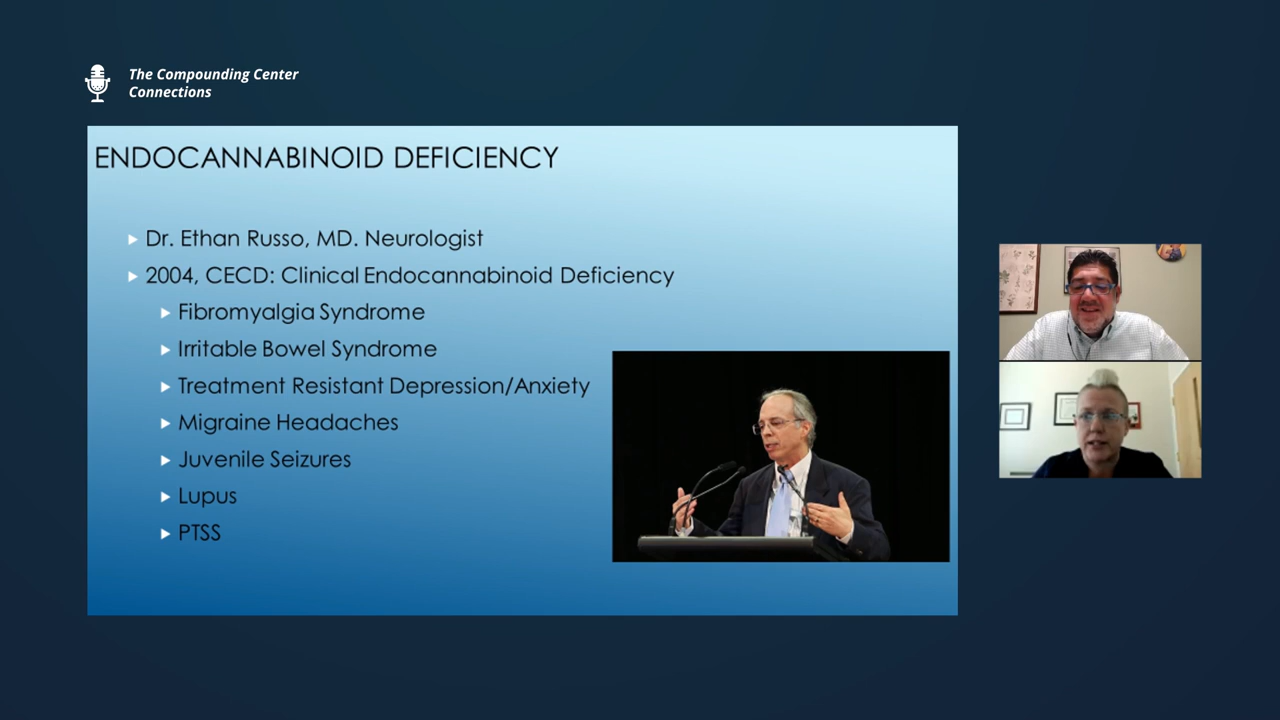 The Compounding Center
Connections
ENDOCANNABINOID DEFICIENCY
Dr. Ethan Russo, MD. Neurologist
2004, CECD: Clinical Endocannabinoid Deficiency
Fibromyalgia Syndrome
Irritable Bowel Syndrome
Treatment Resistant Depression/Anxiety
Migraine Headaches
Juvenile Seizures
Lupus
PTSS